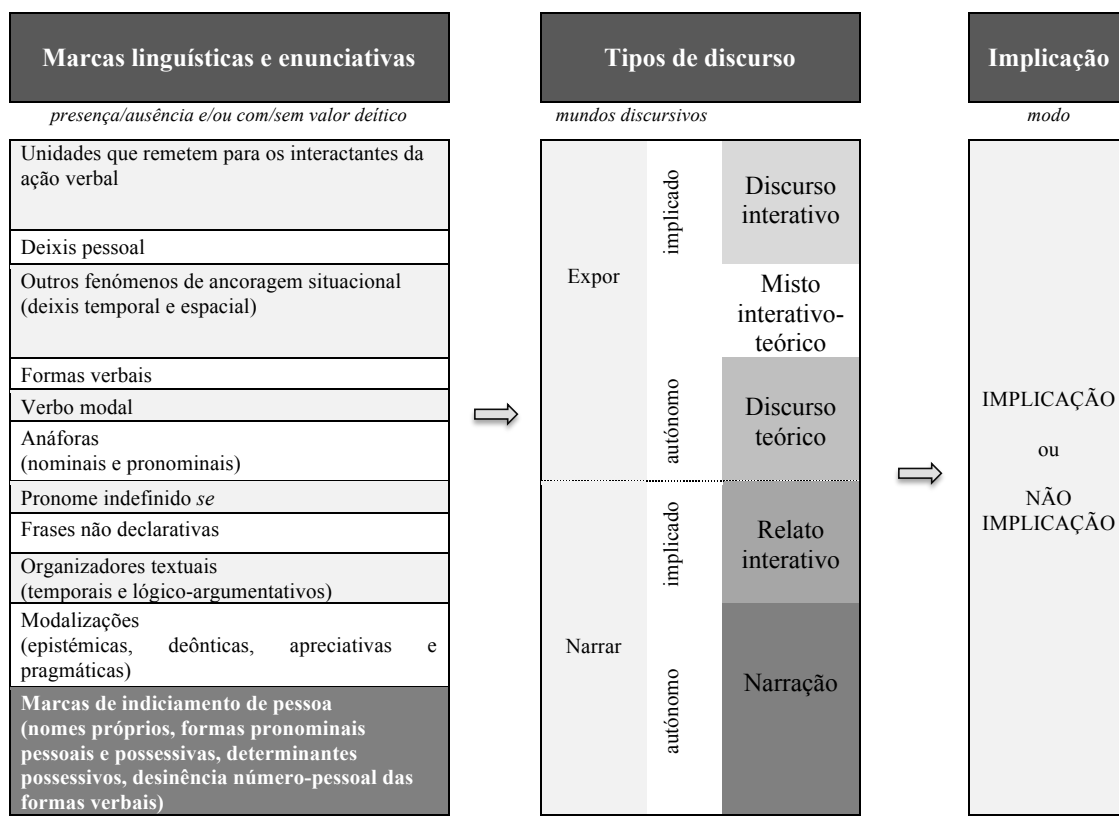 Marcas linguísticas e enunciativas
presença/ausência e/ou com/sem valor deítico
Unidades que remetem para os interactantes da
ação verbal
Deixis pessoal
Outros fenómenos de ancoragem situacional
(deixis temporal e espacial)
Formas verbais
Verbo modal
Anáforas
(nominais e pronominais)
Pronome indefinido se
Frases não declarativas
Organizadores textuais
(temporais e lógico-argumentativos)
Modalizações
(epistémicas, deônticas, apreciativas e
pragmáticas)
Marcas de indiciamento de pessoa
(nomes próprios, formas pronominais
pessoais e possessivas, determinantes
possessivos, desinência número-pessoal das
formas verbais)
Tipos de discurso
mundos discursivos
Expor
implicado
Discurso
interativo
Misto
interativo-
teórico
autónomo
Discurso
teórico
Narrar
implicado
Relato
interativo
autónomo
Narração
Implicação
modo
IMPLICAÇÃO
ou
NÃO
IMPLICAÇÃO